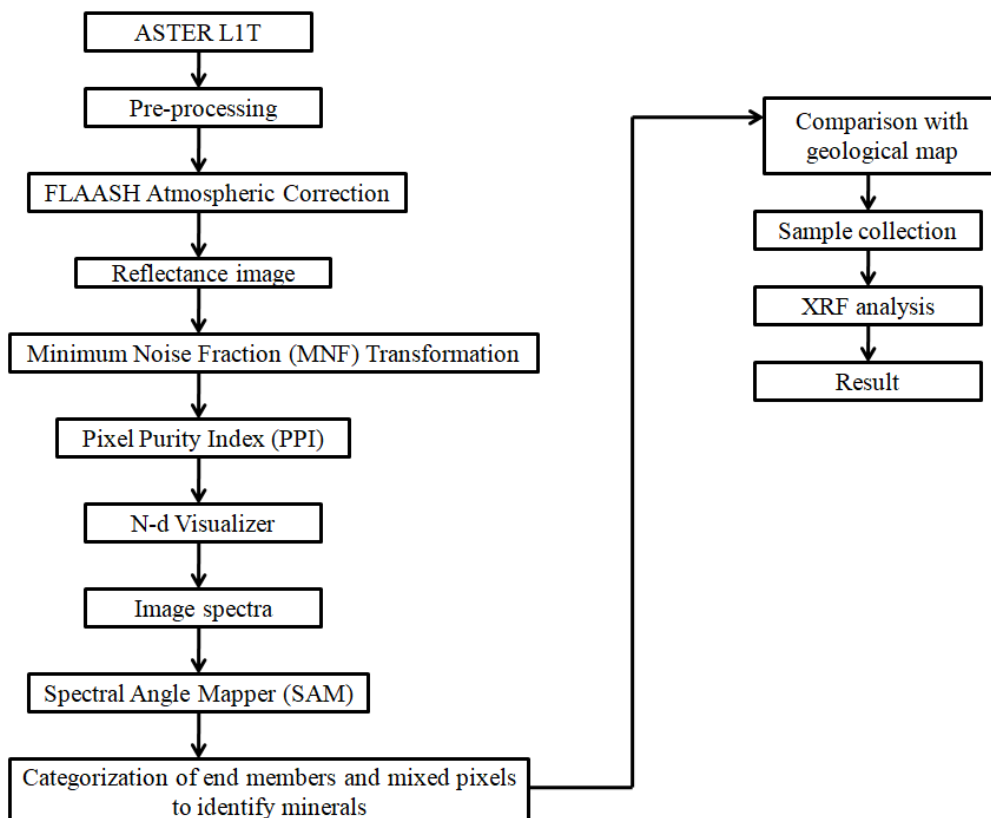 ASTER L1T
Pre-processing
FLAASH Atmospheric Correction
Reflectance image
Minimum Noise Fraction (MNF) Transformation
Pixel Purity Index (PPI)
N-d Visualizer
Image spectra
Spectral Angle Mapper (SAM)
Categorization of end members and mixed pixels
to identify minerals
Comparison with
geological map
Sample collection
XRF analysis
Result